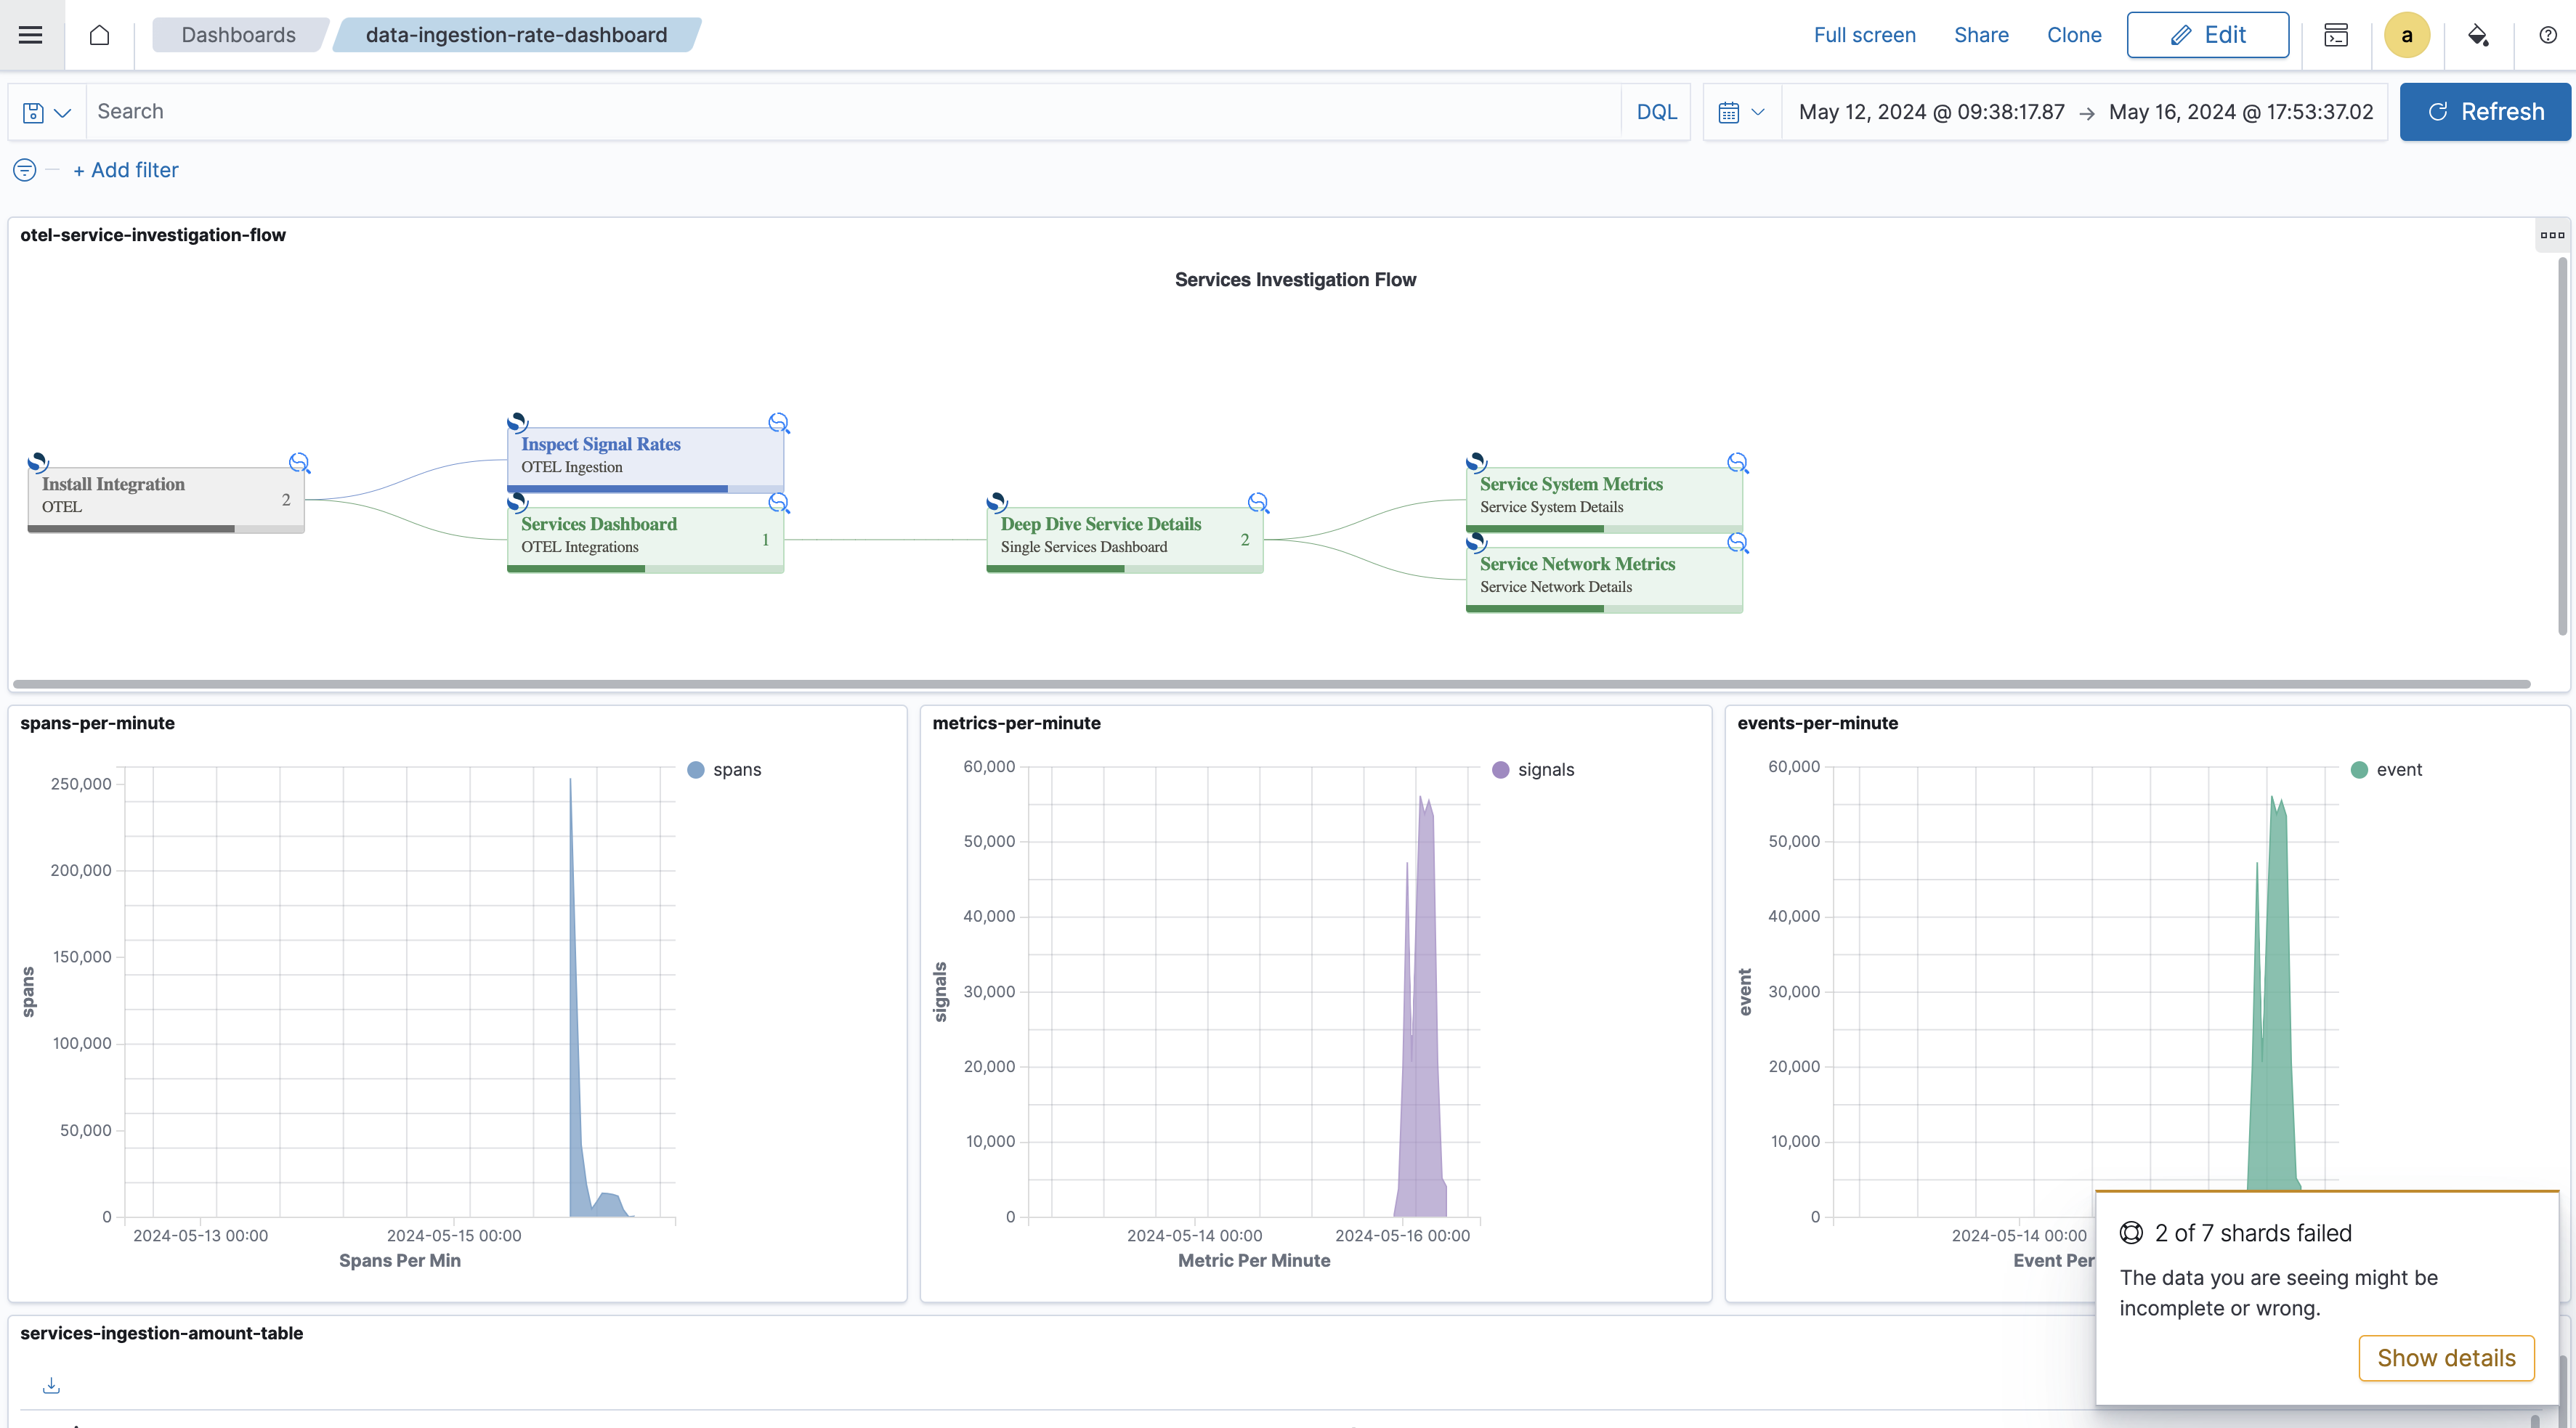 Dashboards
data-ingestion-rate-dashboard
Full screen
Share
Clone
Edit
a
Search
DQL
May 12, 2024 @ 09:38:17.87 → May 16, 2024 @ 17:53:37.02
Refresh
+ Add filter
otel-service-investigation-flow
Services Investigation Flow
Install Integration
OTEL
2
Inspect Signal Rates
OTEL Ingestion
Services Dashboard
OTEL Integrations
1
Deep Dive Service Details
Single Services Dashboard
2
Service System Metrics
Service System Details
Service Network Metrics
Service Network Details
spans-per-minute
250,000
200,000
150,000
100,000
50,000
0
spans
2024-05-13 00:00
2024-05-15 00:00
Spans Per Min
spans
metrics-per-minute
60,000
50,000
40,000
30,000
20,000
10,000
0
signals
2024-05-14 00:00
2024-05-16 00:00
Metric Per Minute
signals
events-per-minute
60,000
50,000
40,000
30,000
20,000
10,000
0
event
2024-05-14 00:00
Event Per
event
2 of 7 shards failed
The data you are seeing might be
incomplete or wrong.
Show details
services-ingestion-amount-table